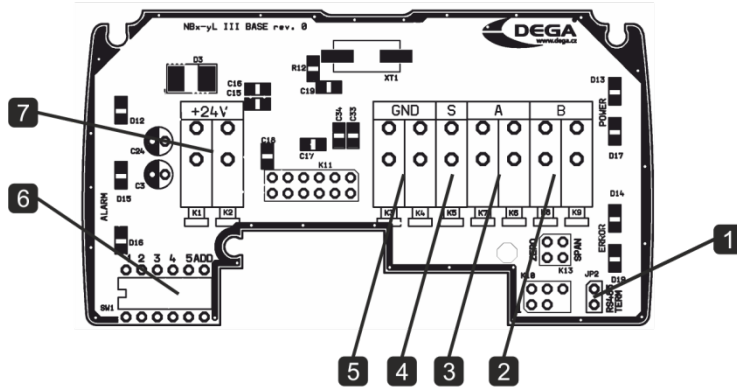 NBx-yL III BASE rev. 0
DEGA
www.dega.cz
D3
R12
XT1
C16
C15
C19
D13
7
+24V
C34
C33
GND
S
A
B
POWER
D12
C24
C18
C17
K11
D17
C3
6
ALARM
D15
D14
K1
K2
K3
K4
K5
K7
K6
K8
K9
ERROR
1
D16
ZERO
SPAN
K13
D19
2 3 4 5 ADD
K10
JP2
SW1
RS485
TERM
5
4
3
2